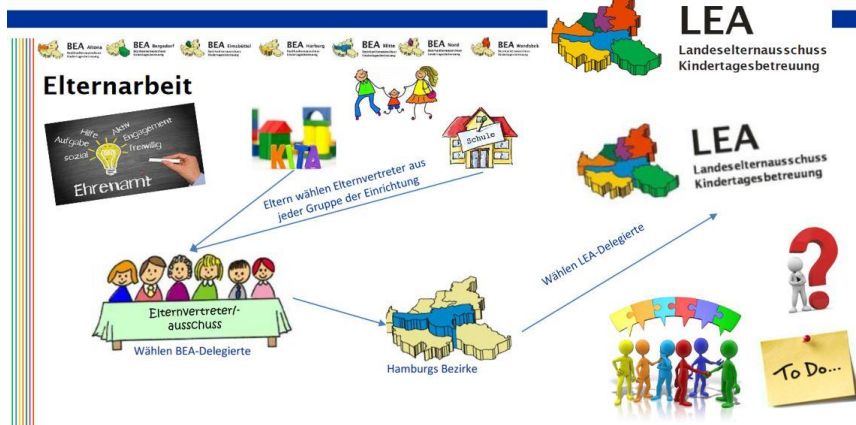 LEA
Landeselternausschuss
Kindertagesbetreuung
BEA Altona
BEA Bergedorf
BEA Eimsbüttel
BEA Harburg
BEA Mitte
BEA Nord
BEA Wandsbek
Elternarbeit
Aufgabe
Hilfe
Aktiv
Engagement
sozial
freiwillig
Ehrenamt
KITA
Schule
LEA
Landeselternausschuss
Kindertagesbetreuung
Eltern wählen Elternvertreter aus
jeder Gruppe der Einrichtung
Wählen LEA-Delegierte
Elternvertreter/-
ausschuss
Wählen BEA-Delegierte
Hamburgs Bezirke
To Do...